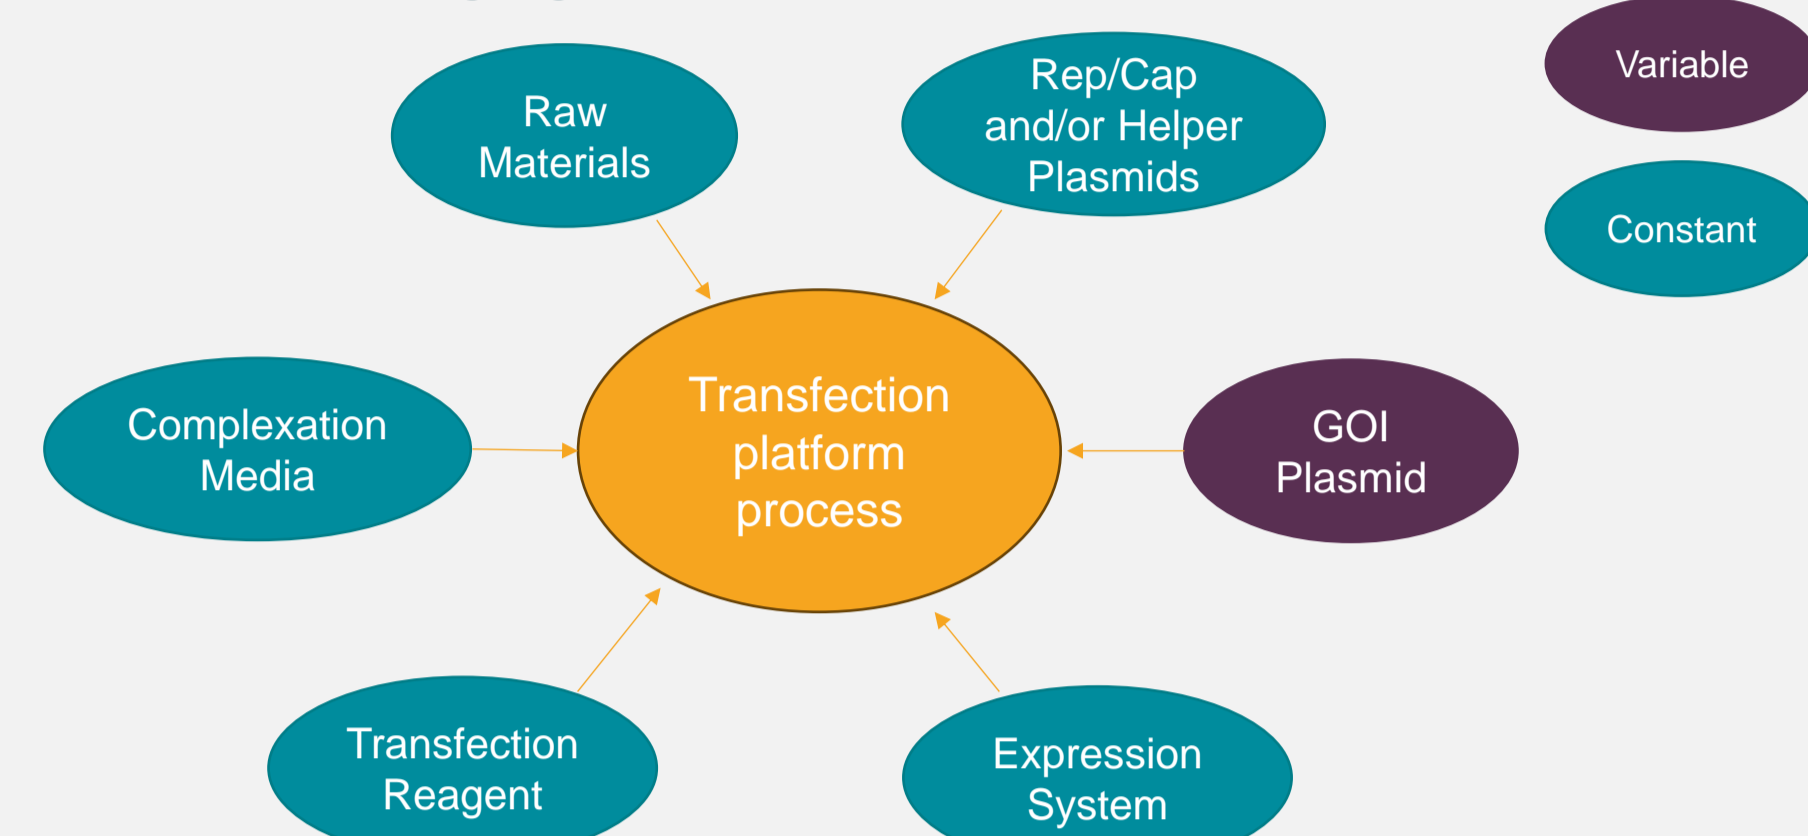 Raw
Materials
Rep/Cap
and/or Helper
Plasmids
Variable
Constant
Complexation
Media
Transfection
platform
process
GOI
Plasmid
Transfection
Reagent
Expression
System